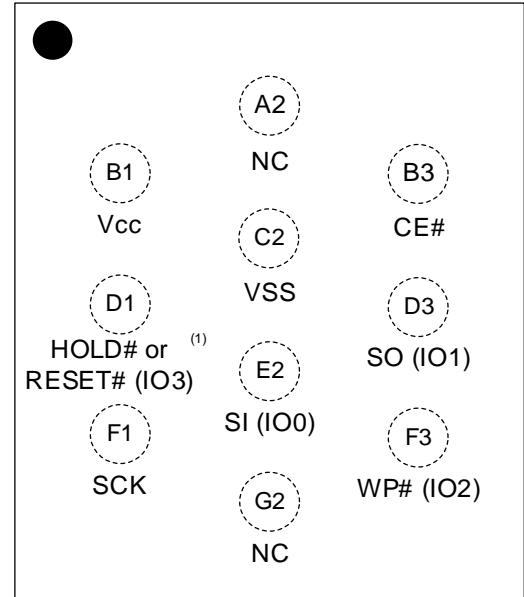 A2
NC
B1
Vcc
B3
CE#
C2
VSS
D1
HOLD# or (1)
RESET# (IO3)
D3
SO (IO1)
E2
SI (IO0)
F1
SCK
F3
WP# (IO2)
G2
NC